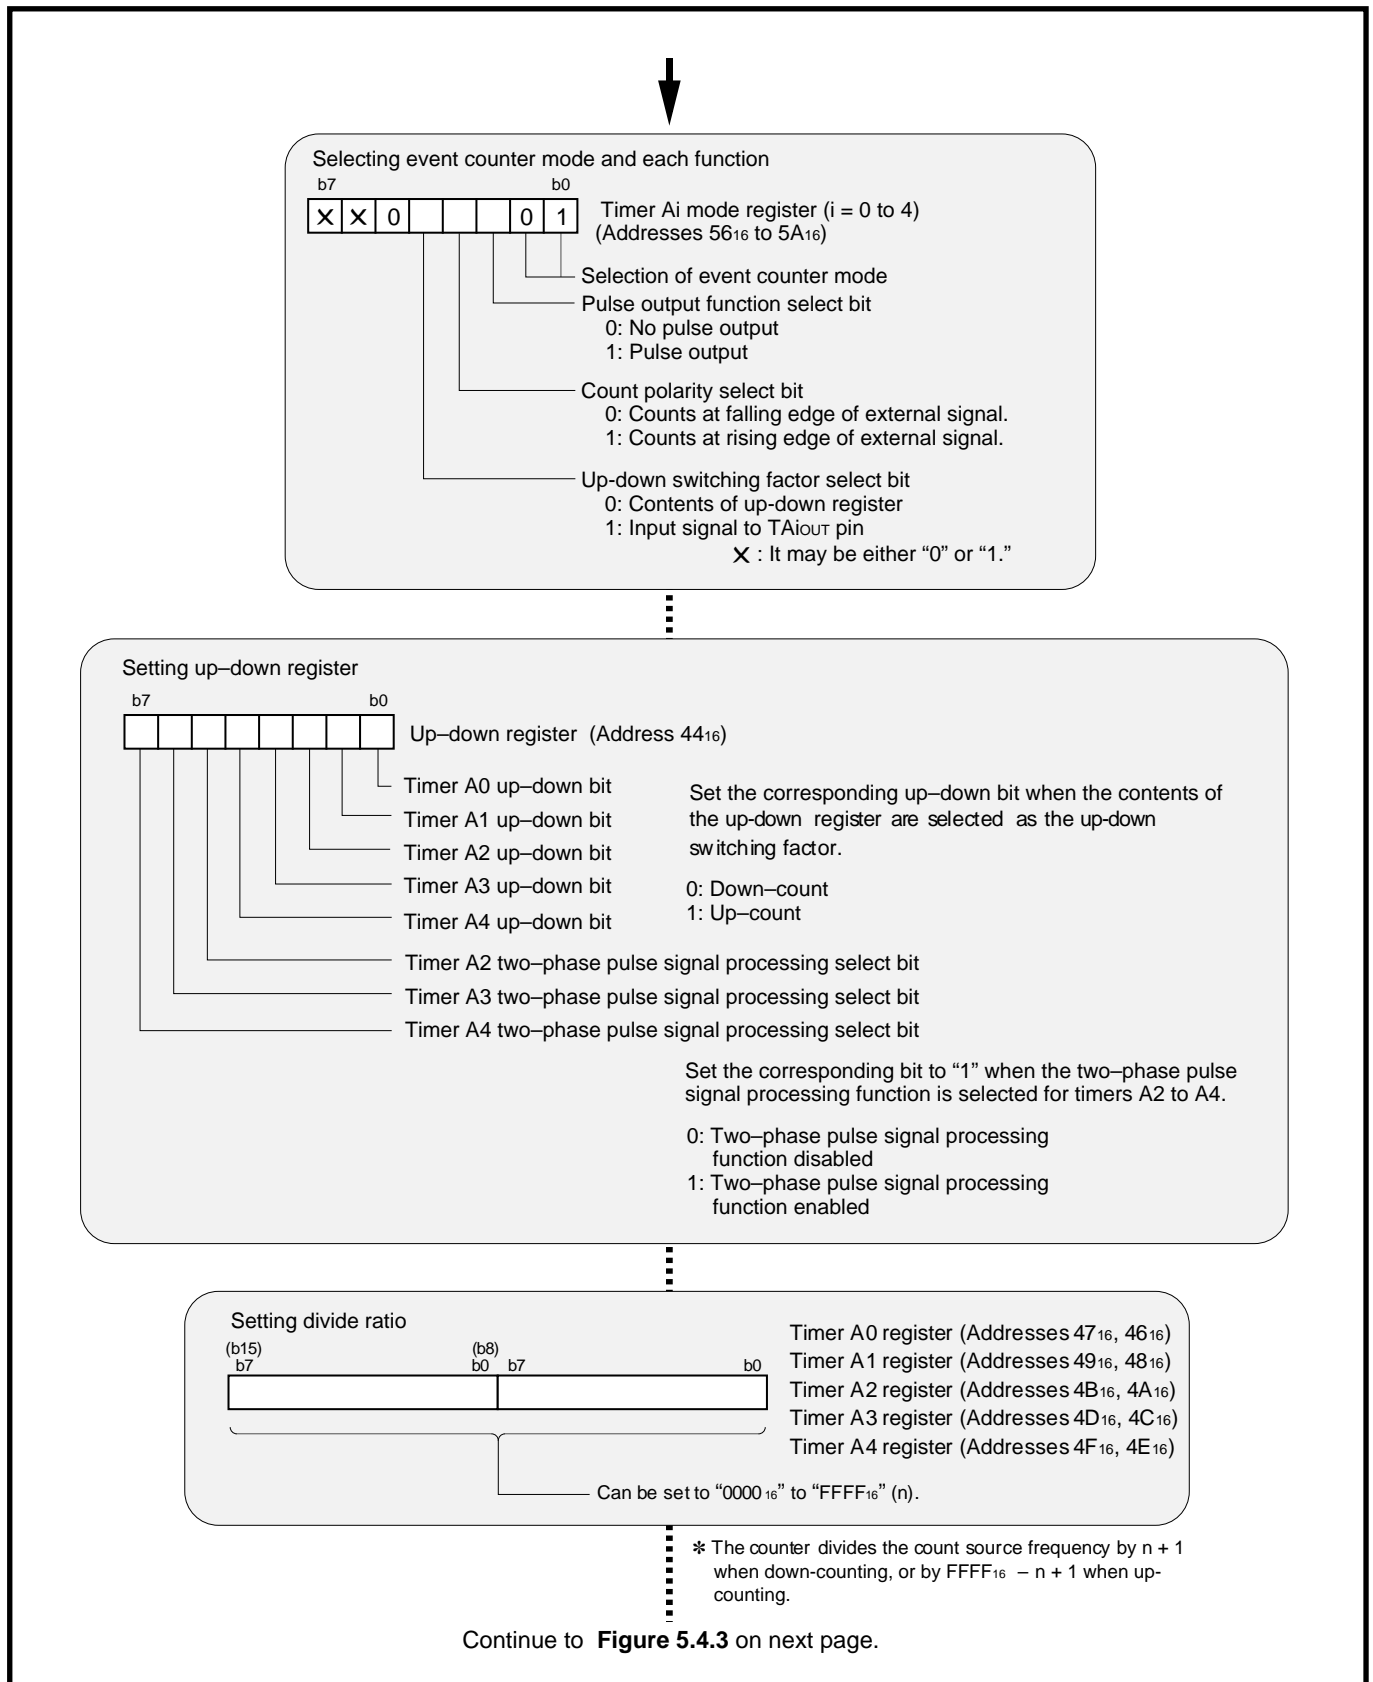 Selecting event counter mode and each function
b7 b0
✕ ✕ 0 0 1
Timer Ai mode register (i = 0 to 4)
(Addresses 5616 to 5A16)
Selection of event counter mode
Pulse output function select bit
0: No pulse output
1: Pulse output
Count polarity select bit
0: Counts at falling edge of external signal.
1: Counts at rising edge of external signal.
Up-down switching factor select bit
0: Contents of up-down register
1: Input signal to TAiOUT pin
✕ : It may be either “0” or “1.”
Setting up–down register
b7 b0
Up–down register (Address 4416)
Timer A0 up–down bit
Timer A1 up–down bit
Timer A2 up–down bit
Timer A3 up–down bit
Timer A4 up–down bit
Set the corresponding up–down bit when the contents of
the up-down register are selected as the up-down
switching factor.
0: Down–count
1: Up–count
Timer A2 two–phase pulse signal processing select bit
Timer A3 two–phase pulse signal processing select bit
Timer A4 two–phase pulse signal processing select bit
Set the corresponding bit to “1” when the two–phase pulse
signal processing function is selected for timers A2 to A4.
0: Two–phase pulse signal processing
function disabled
1: Two–phase pulse signal processing
function enabled
Setting divide ratio
(b15) (b8)
b7 b0 b7 b0
Timer A0 register (Addresses 4716, 4616)
Timer A1 register (Addresses 4916, 4816)
Timer A2 register (Addresses 4B16, 4A16)
Timer A3 register (Addresses 4D16, 4C16)
Timer A4 register (Addresses 4F16, 4E16)
Can be set to “000016” to “FFFF16” (n).
✻ The counter divides the count source frequency by n + 1
when down-counting, or by FFFF16 – n + 1 when up-
counting.
Continue to Figure 5.4.3 on next page.